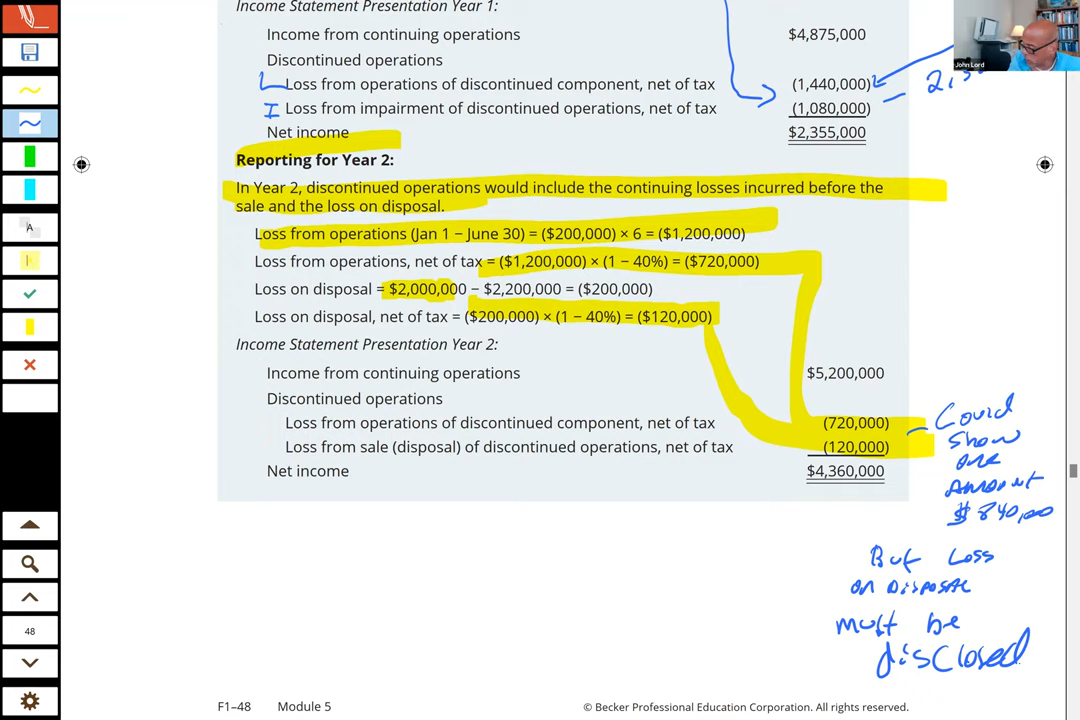 Income Statement Presentation Year 1:
Income from continuing operations $4,875,000
Discontinued operations
L Loss from operations of discontinued component, net of tax (1,440,000)
I Loss from impairment of discontinued operations, net of tax (1,080,000)
Net income $2,355,000
John Lord
Reporting for Year 2:
In Year 2, discontinued operations would include the continuing losses incurred before the
sale and the loss on disposal.
Loss from operations (Jan 1 – June 30) = ($200,000) × 6 = ($1,200,000)
Loss from operations, net of tax = ($1,200,000) × (1 – 40%) = ($720,000)
Loss on disposal = $2,000,000 – $2,200,000 = ($200,000)
Loss on disposal, net of tax = ($200,000) × (1 – 40%) = ($120,000)
Income Statement Presentation Year 2:
Income from continuing operations $5,200,000
Discontinued operations
Loss from operations of discontinued component, net of tax (720,000)
Loss from sale (disposal) of discontinued operations, net of tax (120,000)
Net income $4,360,000
Could
Show
one
Amount
$840,000
But Loss
on Disposal
must be
disclosed
A
48
F1–48 Module 5 © Becker Professional Education Corporation. All rights reserved.